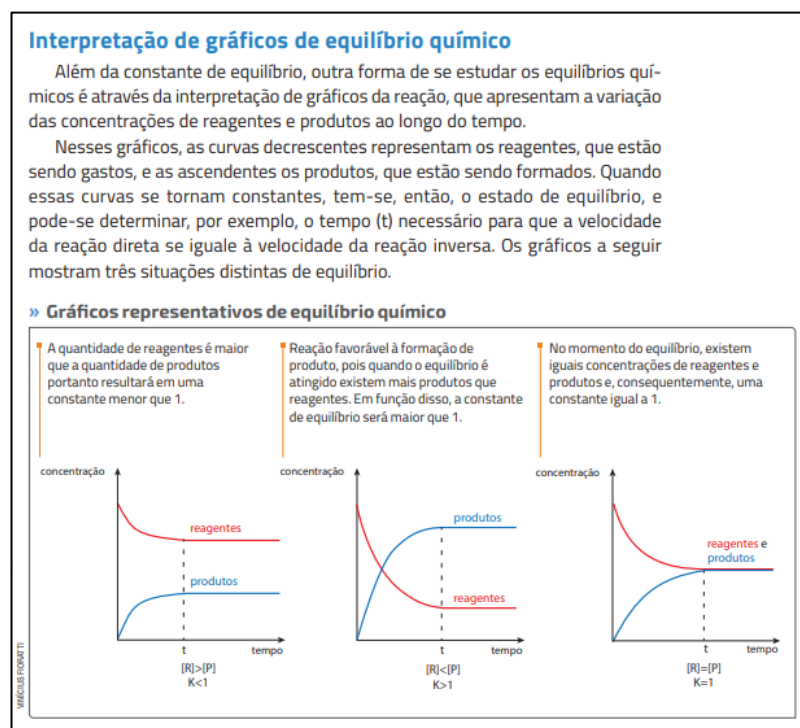 Interpretação de gráficos de equilíbrio químico
Além da constante de equilíbrio, outra forma de se estudar os equilíbrios quí-
micos é através da interpretação de gráficos da reação, que apresentam a variação
das concentrações de reagentes e produtos ao longo do tempo.
Nesses gráficos, as curvas decrescentes representam os reagentes, que estão
sendo gastos, e as ascendentes os produtos, que estão sendo formados. Quando
essas curvas se tornam constantes, tem-se, então, o estado de equilíbrio, e
pode-se determinar, por exemplo, o tempo (t) necessário para que a velocidade
da reação direta se iguale à velocidade da reação inversa. Os gráficos a seguir
mostram três situações distintas de equilíbrio.
» Gráficos representativos de equilíbrio químico
A quantidade de reagentes é maior
que a quantidade de produtos
portanto resultará em uma
constante menor que 1.
concentração
reagentes
produtos
t
tempo
[R]>[P]
K<1
Reação favorável à formação de
produto, pois quando o equilíbrio é
atingido existem mais produtos que
reagentes. Em função disso, a constante
de equilíbrio será maior que 1.
concentração
produtos
reagentes
t
tempo
[R]<[P]
K>1
No momento do equilíbrio, existem
iguais concentrações de reagentes e
produtos e, consequentemente, uma
constante igual a 1.
concentração
reagentes e
produtos
t
tempo
[R]=[P]
K=1
VINÍCIUS FIORATTI